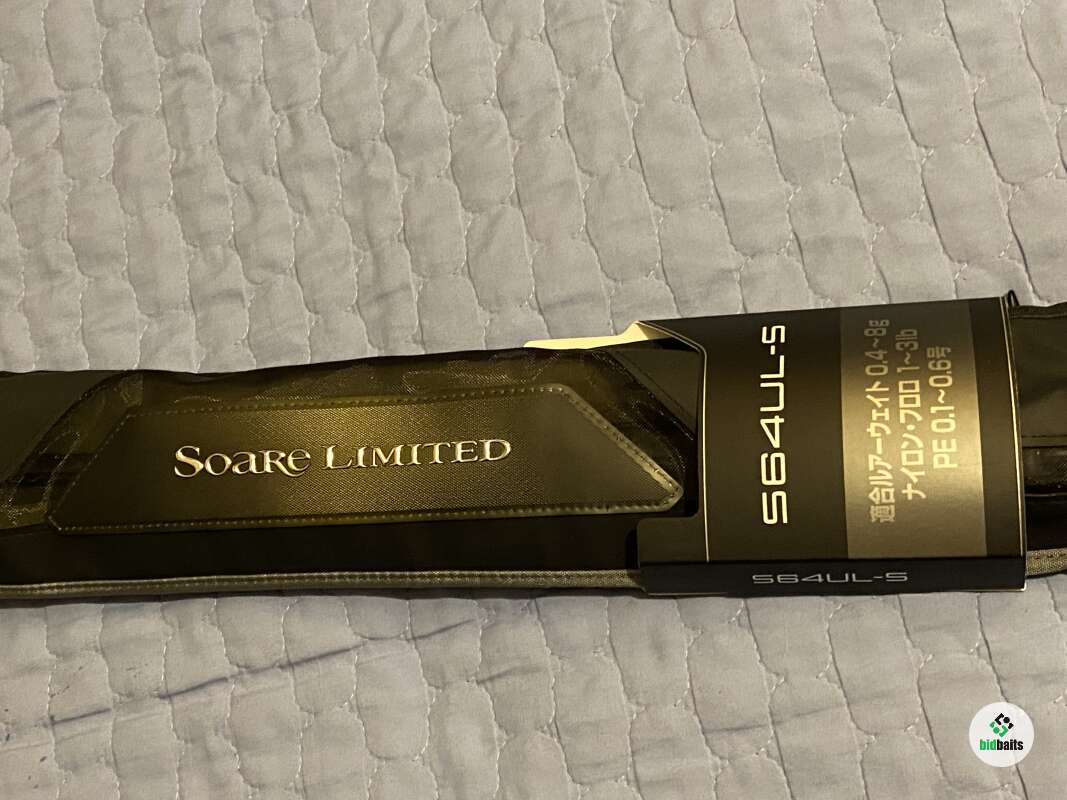 SOARE LIMITED
S64UL-S
適合ルアーウェイト 0.4~8g
ナイロン・フロロ 1~3lb
PE 0.1~0.6号
S64UL-S
bidbaits